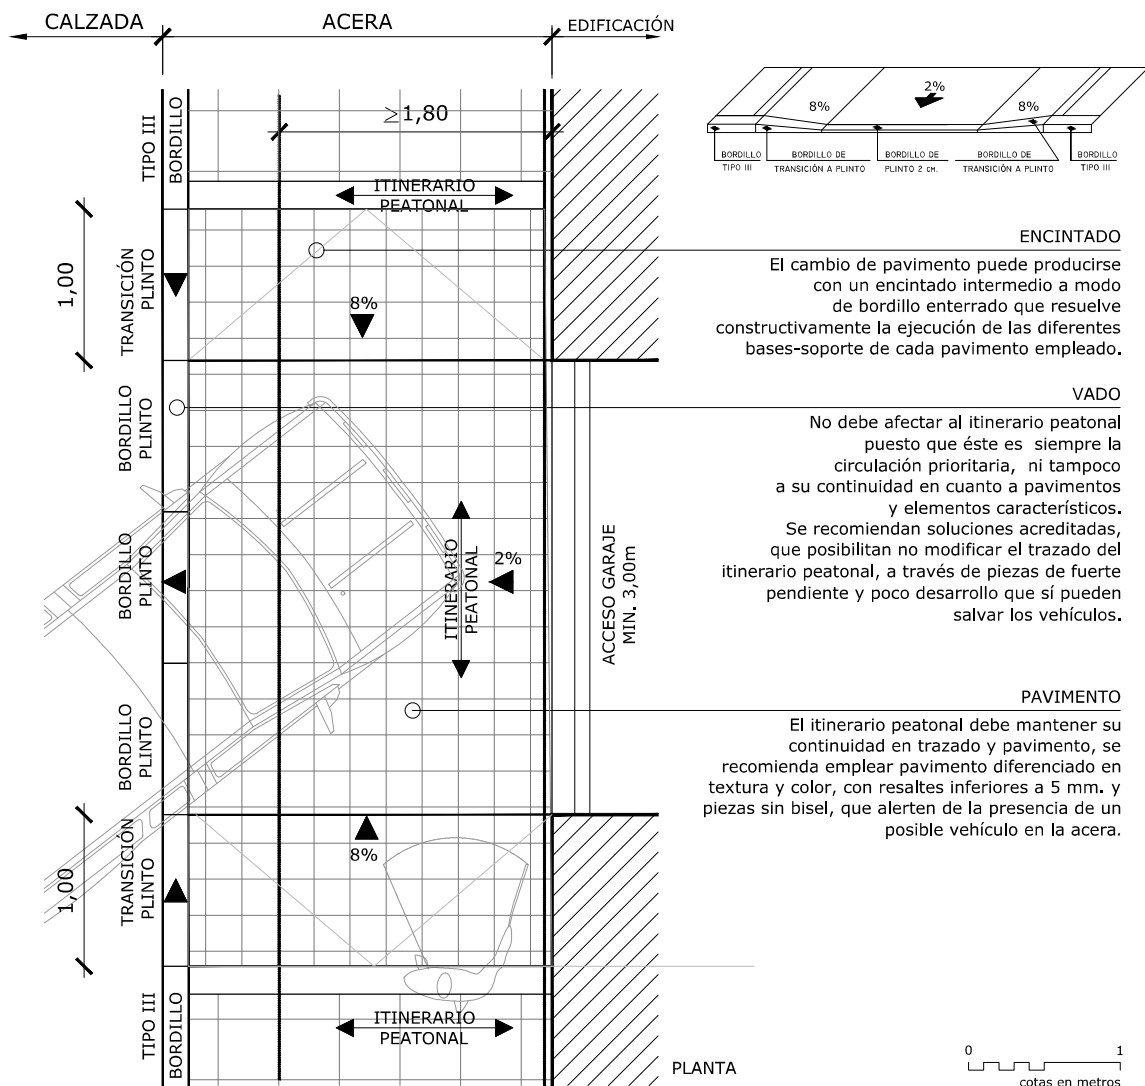 CALZADA
ACERA
EDIFICACIÓN
≥1,80
TIPO III
BORDILLO
ITINERARIO
PEATONAL
1,00
TRANSICIÓN
PLINTO
8%
BORDILLO
PLINTO
BORDILLO
PLINTO
ITINERARIO
PEATONAL
2%
ACCESO GARAJE
MIN. 3,00m
BORDILLO
PLINTO
1,00
TRANSICIÓN
PLINTO
8%
TIPO III
BORDILLO
ITINERARIO
PEATONAL
8%
2%
8%
BORDILLO
TIPO III
BORDILLO DE
TRANSICIÓN A PLINTO
BORDILLO DE
PLINTO 2 CM.
BORDILLO DE
TRANSICIÓN A PLINTO
BORDILLO
TIPO III
ENCINTADO
El cambio de pavimento puede producirse
con un encintado intermedio a modo
de bordillo enterrado que resuelve
constructivamente la ejecución de las diferentes
bases-soporte de cada pavimento empleado.
VADO
No debe afectar al itinerario peatonal
puesto que éste es siempre la
circulación prioritaria, ni tampoco
a su continuidad en cuanto a pavimentos
y elementos característicos.
Se recomiendan soluciones acreditadas,
que posibilitan no modificar el trazado del
itinerario peatonal, a través de piezas de fuerte
pendiente y poco desarrollo que sí pueden
salvar los vehículos.
PAVIMENTO
El itinerario peatonal debe mantener su
continuidad en trazado y pavimento, se
recomienda emplear pavimento diferenciado en
textura y color, con resaltes inferiores a 5 mm. y
piezas sin bisel, que alerten de la presencia de un
posible vehículo en la acera.
PLANTA
0 1
cotas en metros